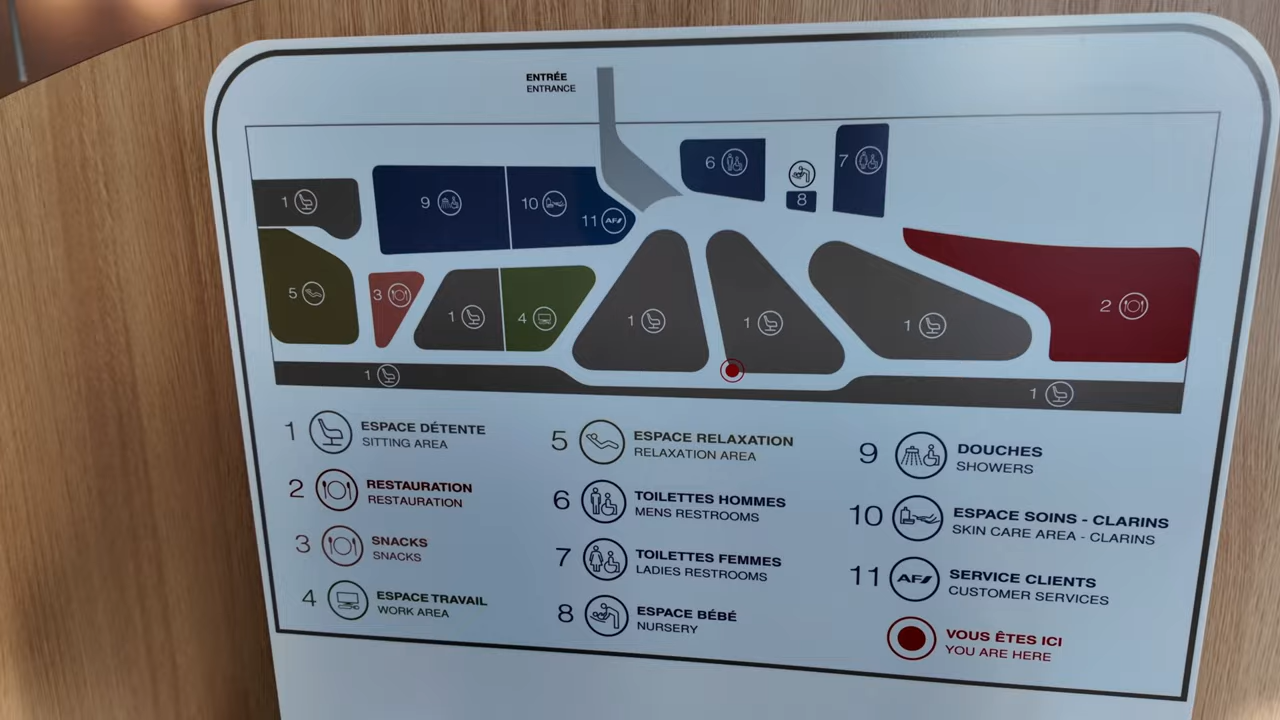 ENTRÉE
ENTRANCE
6
7
8
1
9
10
11 AF
5
3
1
4
1
1
1
2
1
1
1 ESPACE DÉTENTE
SITTING AREA
2 RESTAURATION
RESTAURATION
3 SNACKS
SNACKS
4 ESPACE TRAVAIL
WORK AREA
5 ESPACE RELAXATION
RELAXATION AREA
6 TOILETTES HOMMES
MENS RESTROOMS
7 TOILETTES FEMMES
LADIES RESTROOMS
8 ESPACE BÉBÉ
NURSERY
9 DOUCHES
SHOWERS
10 ESPACE SOINS - CLARINS
SKIN CARE AREA - CLARINS
11 AF SERVICE CLIENTS
CUSTOMER SERVICES
VOUS ÊTES ICI
YOU ARE HERE